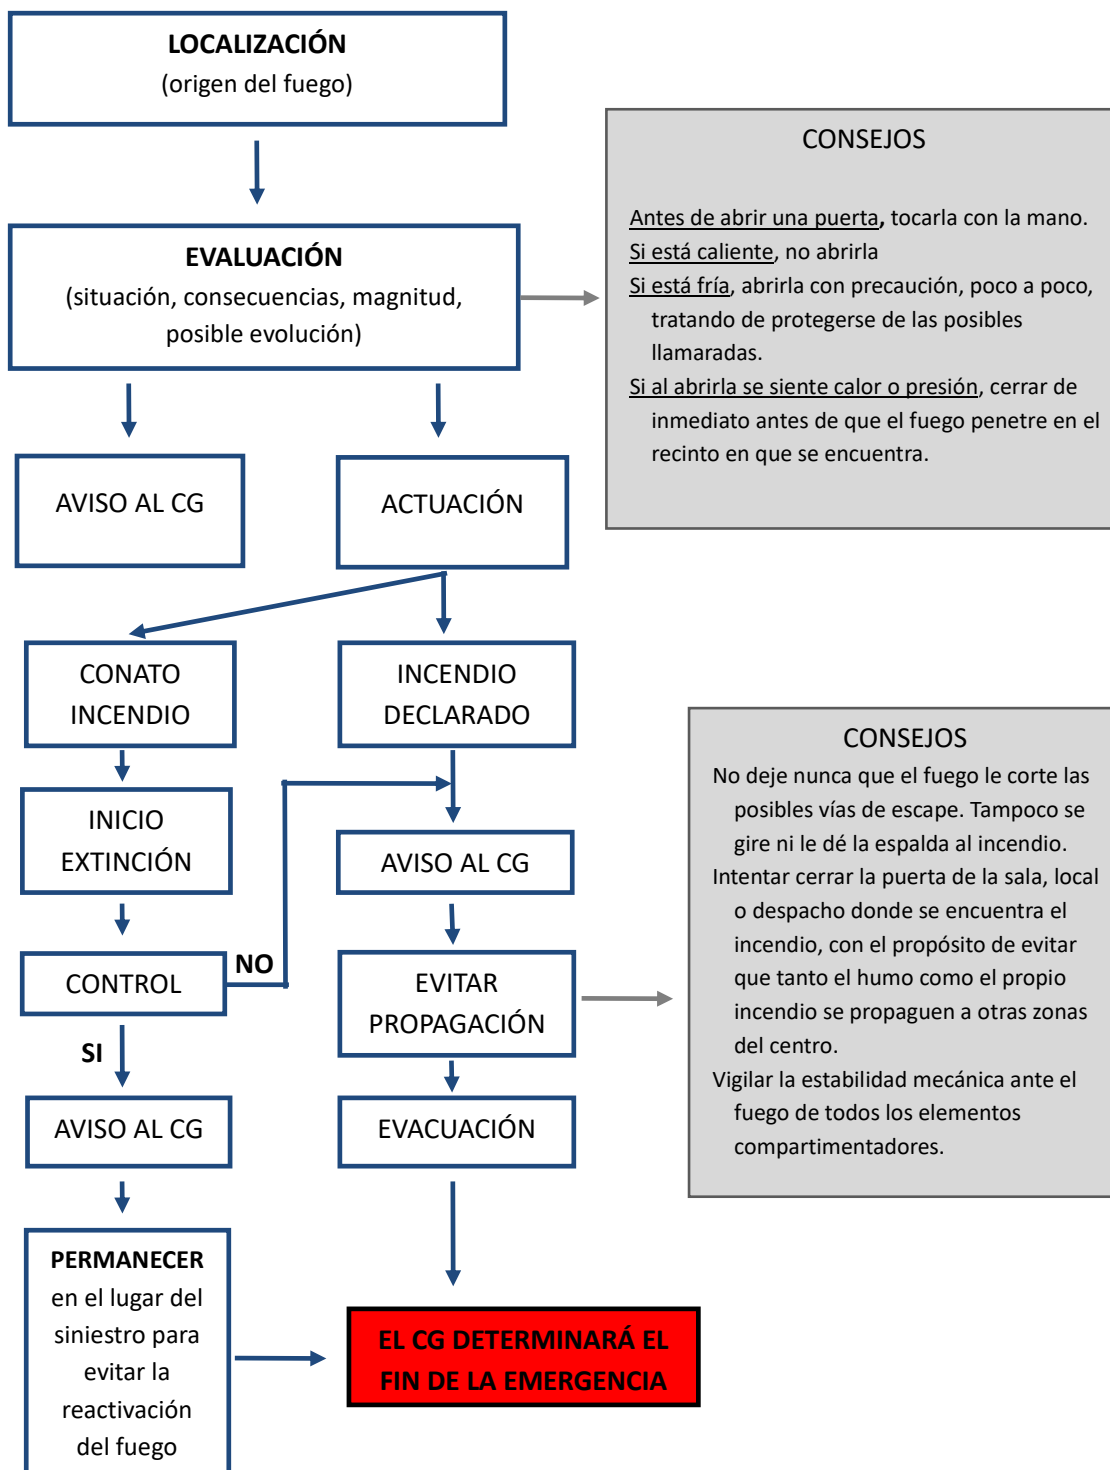 LOCALIZACIÓN
(origen del fuego)
CONSEJOS
Antes de abrir una puerta, tocarla con la mano.
Si está caliente, no abrirla
Si está fría, abrirla con precaución, poco a poco,
tratando de protegerse de las posibles
llamaradas.
Si al abrirla se siente calor o presión, cerrar de
inmediato antes de que el fuego penetre en el
recinto en que se encuentra.
EVALUACIÓN
(situación, consecuencias, magnitud,
posible evolución)
AVISO AL CG
ACTUACIÓN
CONATO
INCENDIO
INCENDIO
DECLARADO
INICIO
EXTINCIÓN
AVISO AL CG
CONTROL
NO
EVITAR
PROPAGACIÓN
CONSEJOS
No deje nunca que el fuego le corte las
posibles vías de escape. Tampoco se
gire ni le dé la espalda al incendio.
Intentar cerrar la puerta de la sala, local
o despacho donde se encuentra el
incendio, con el propósito de evitar
que tanto el humo como el propio
incendio se propaguen a otras zonas
del centro.
Vigilar la estabilidad mecánica ante el
fuego de todos los elementos
compartimentadores.
SI
AVISO AL CG
EVACUACIÓN
PERMANECER
en el lugar del
siniestro para
evitar la
reactivación
del fuego
EL CG DETERMINARÁ EL
FIN DE LA EMERGENCIA